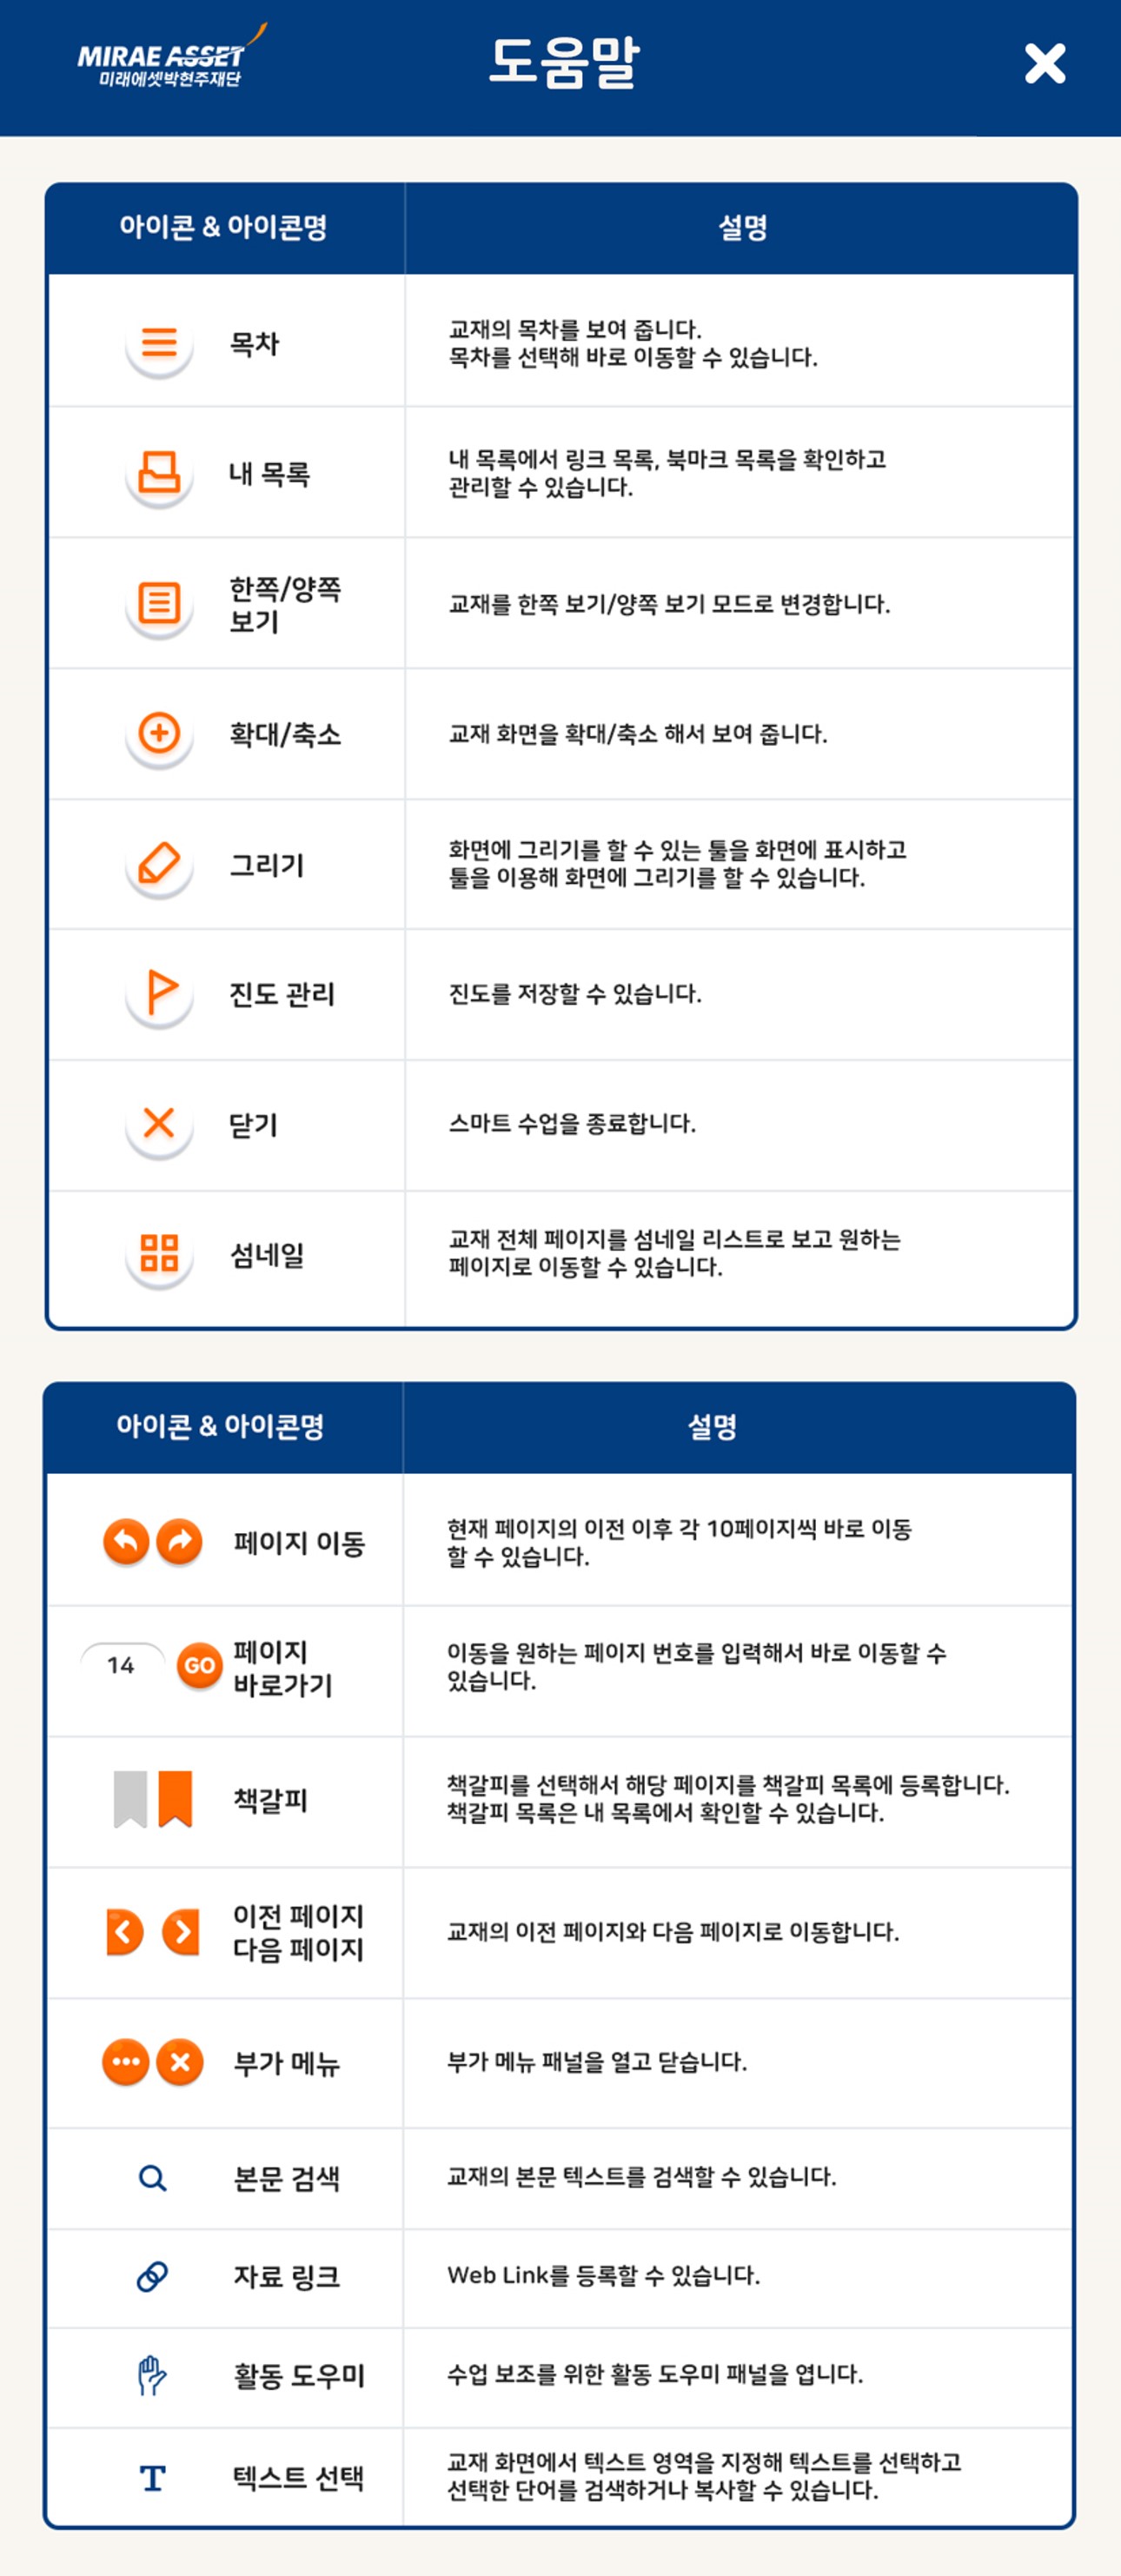 MIRAE ASSET
미래에셋박현주재단
도움말
아이콘 & 아이콘명
설명
목차
교재의 목차를 보여 줍니다.
목차를 선택해 바로 이동할 수 있습니다.
내 목록
내 목록에서 링크 목록, 북마크 목록을 확인하고
관리할 수 있습니다.
한쪽/양쪽
보기
교재를 한쪽 보기/양쪽 보기 모드로 변경합니다.
확대/축소
교재 화면을 확대/축소 해서 보여 줍니다.
그리기
화면에 그리기를 할 수 있는 툴을 화면에 표시하고
툴을 이용해 화면에 그리기를 할 수 있습니다.
진도 관리
진도를 저장할 수 있습니다.
닫기
스마트 수업을 종료합니다.
섬네일
교재 전체 페이지를 섬네일 리스트로 보고 원하는
페이지로 이동할 수 있습니다.
아이콘 & 아이콘명
설명
페이지 이동
현재 페이지의 이전 이후 각 10페이지씩 바로 이동
할 수 있습니다.
14
GO
페이지
바로가기
이동을 원하는 페이지 번호를 입력해서 바로 이동할 수
있습니다.
책갈피
책갈피를 선택해서 해당 페이지를 책갈피 목록에 등록합니다.
책갈피 목록은 내 목록에서 확인할 수 있습니다.
이전 페이지
다음 페이지
교재의 이전 페이지와 다음 페이지로 이동합니다.
부가 메뉴
부가 메뉴 패널을 열고 닫습니다.
본문 검색
교재의 본문 텍스트를 검색할 수 있습니다.
자료 링크
Web Link를 등록할 수 있습니다.
활동 도우미
수업 보조를 위한 활동 도우미 패널을 엽니다.
T
텍스트 선택
교재 화면에서 텍스트 영역을 지정해 텍스트를 선택하고
선택한 단어를 검색하거나 복사할 수 있습니다.